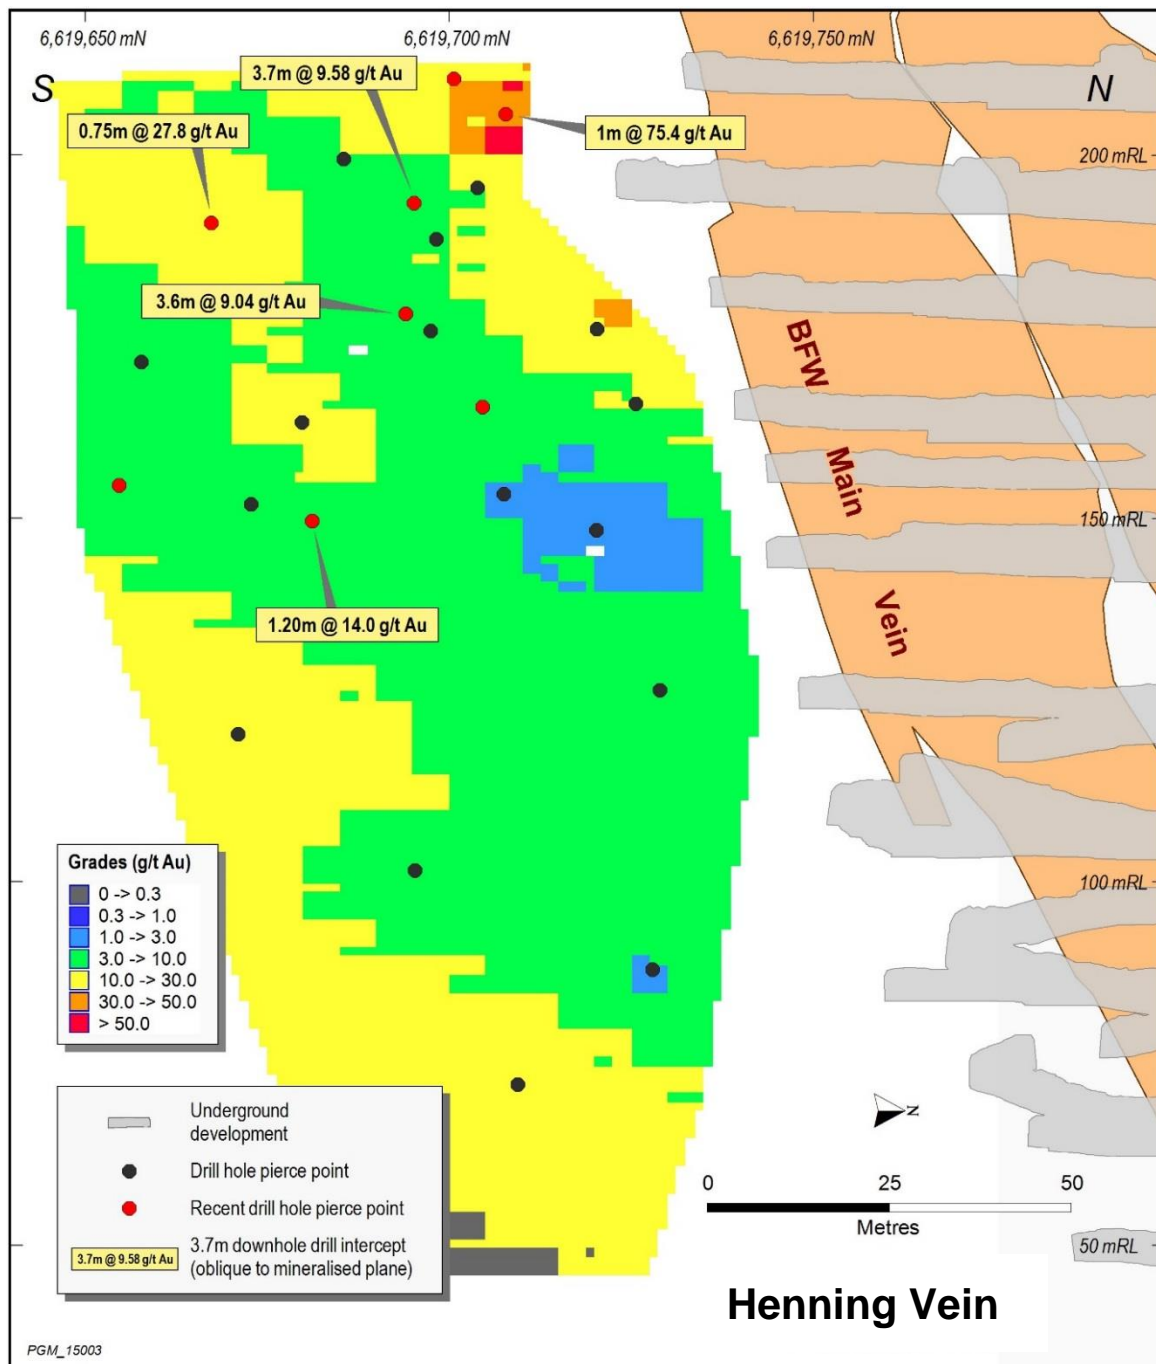 6,619,650 mN
6,619,700 mN
6,619,750 mN
S
N
3.7m @ 9.58 g/t Au
0.75m @ 27.8 g/t Au
1m @ 75.4 g/t Au
200 mRL
3.6m @ 9.04 g/t Au
BFW
Main
Vein
150 mRL
1.20m @ 14.0 g/t Au
100 mRL
Grades (g/t Au)
0 -> 0.3
0.3 -> 1.0
1.0 -> 3.0
3.0 -> 10.0
10.0 -> 30.0
30.0 -> 50.0
> 50.0
Underground
development
Drill hole pierce point
Recent drill hole pierce point
3.7m @ 9.58 g/t Au
3.7m downhole drill intercept
(oblique to mineralised plane)
N
0 25 50
Metres
50 mRL
Henning Vein
PGM_15003